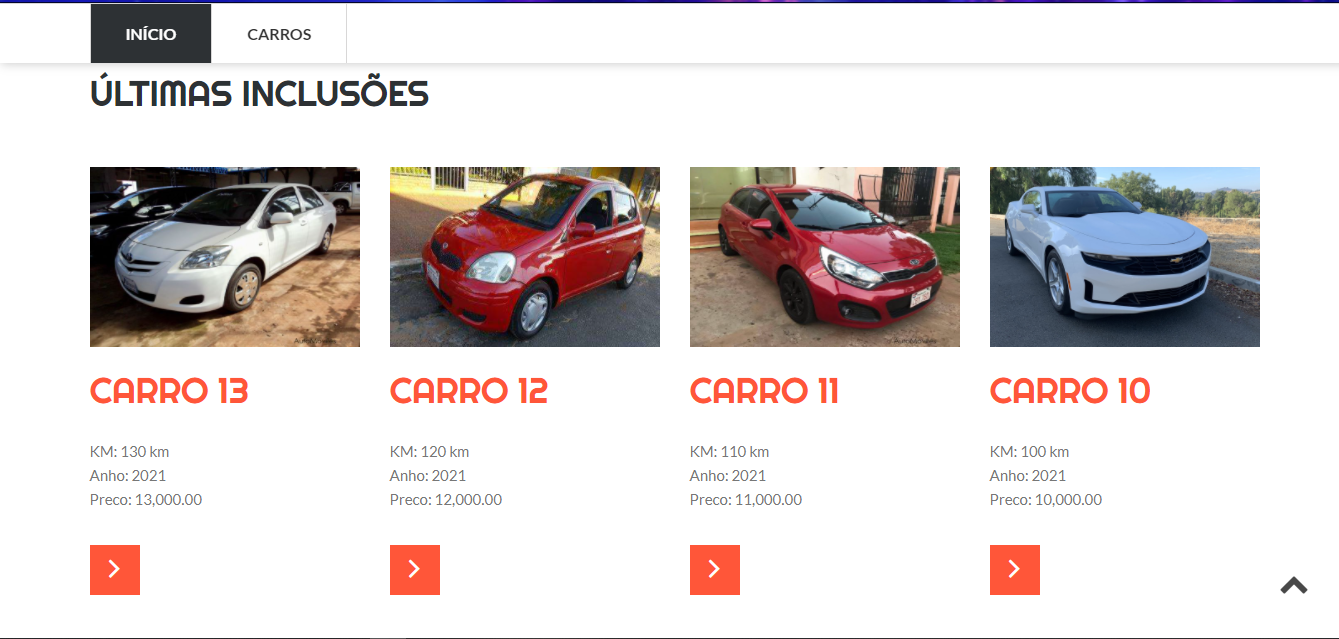 INÍCIO
CARROS
ÚLTIMAS INCLUSÕES
CARRO 13
KM: 130 km
Anho: 2021
Preco: 13,000.00
CARRO 12
KM: 120 km
Anho: 2021
Preco: 12,000.00
CARRO 11
KM: 110 km
Anho: 2021
Preco: 11,000.00
CARRO 10
KM: 100 km
Anho: 2021
Preco: 10,000.00